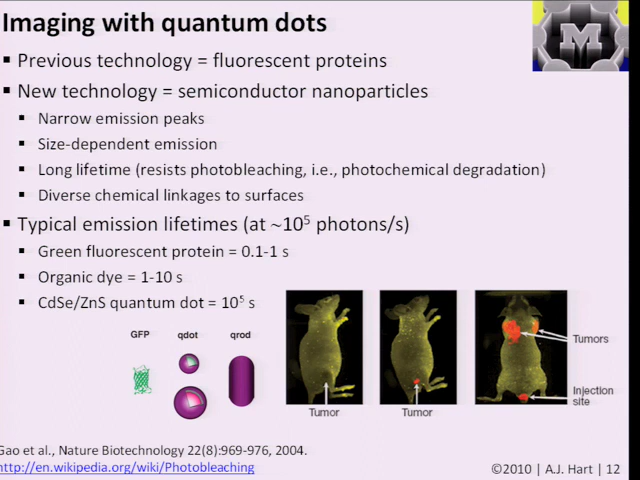 Imaging with quantum dots
M
▪ Previous technology = fluorescent proteins
▪ New technology = semiconductor nanoparticles
▪ Narrow emission peaks
▪ Size-dependent emission
▪ Long lifetime (resists photobleaching, i.e., photochemical degradation)
▪ Diverse chemical linkages to surfaces
▪ Typical emission lifetimes (at ~10⁵ photons/s)
▪ Green fluorescent protein = 0.1-1 s
▪ Organic dye = 1-10 s
▪ CdSe/ZnS quantum dot = 10⁵ s
GFP qdot qrod
Tumors
Injection
site
Tumor Tumor
Gao et al., Nature Biotechnology 22(8):969-976, 2004.
http://en.wikipedia.org/wiki/Photobleaching
©2010 | A.J. Hart | 12